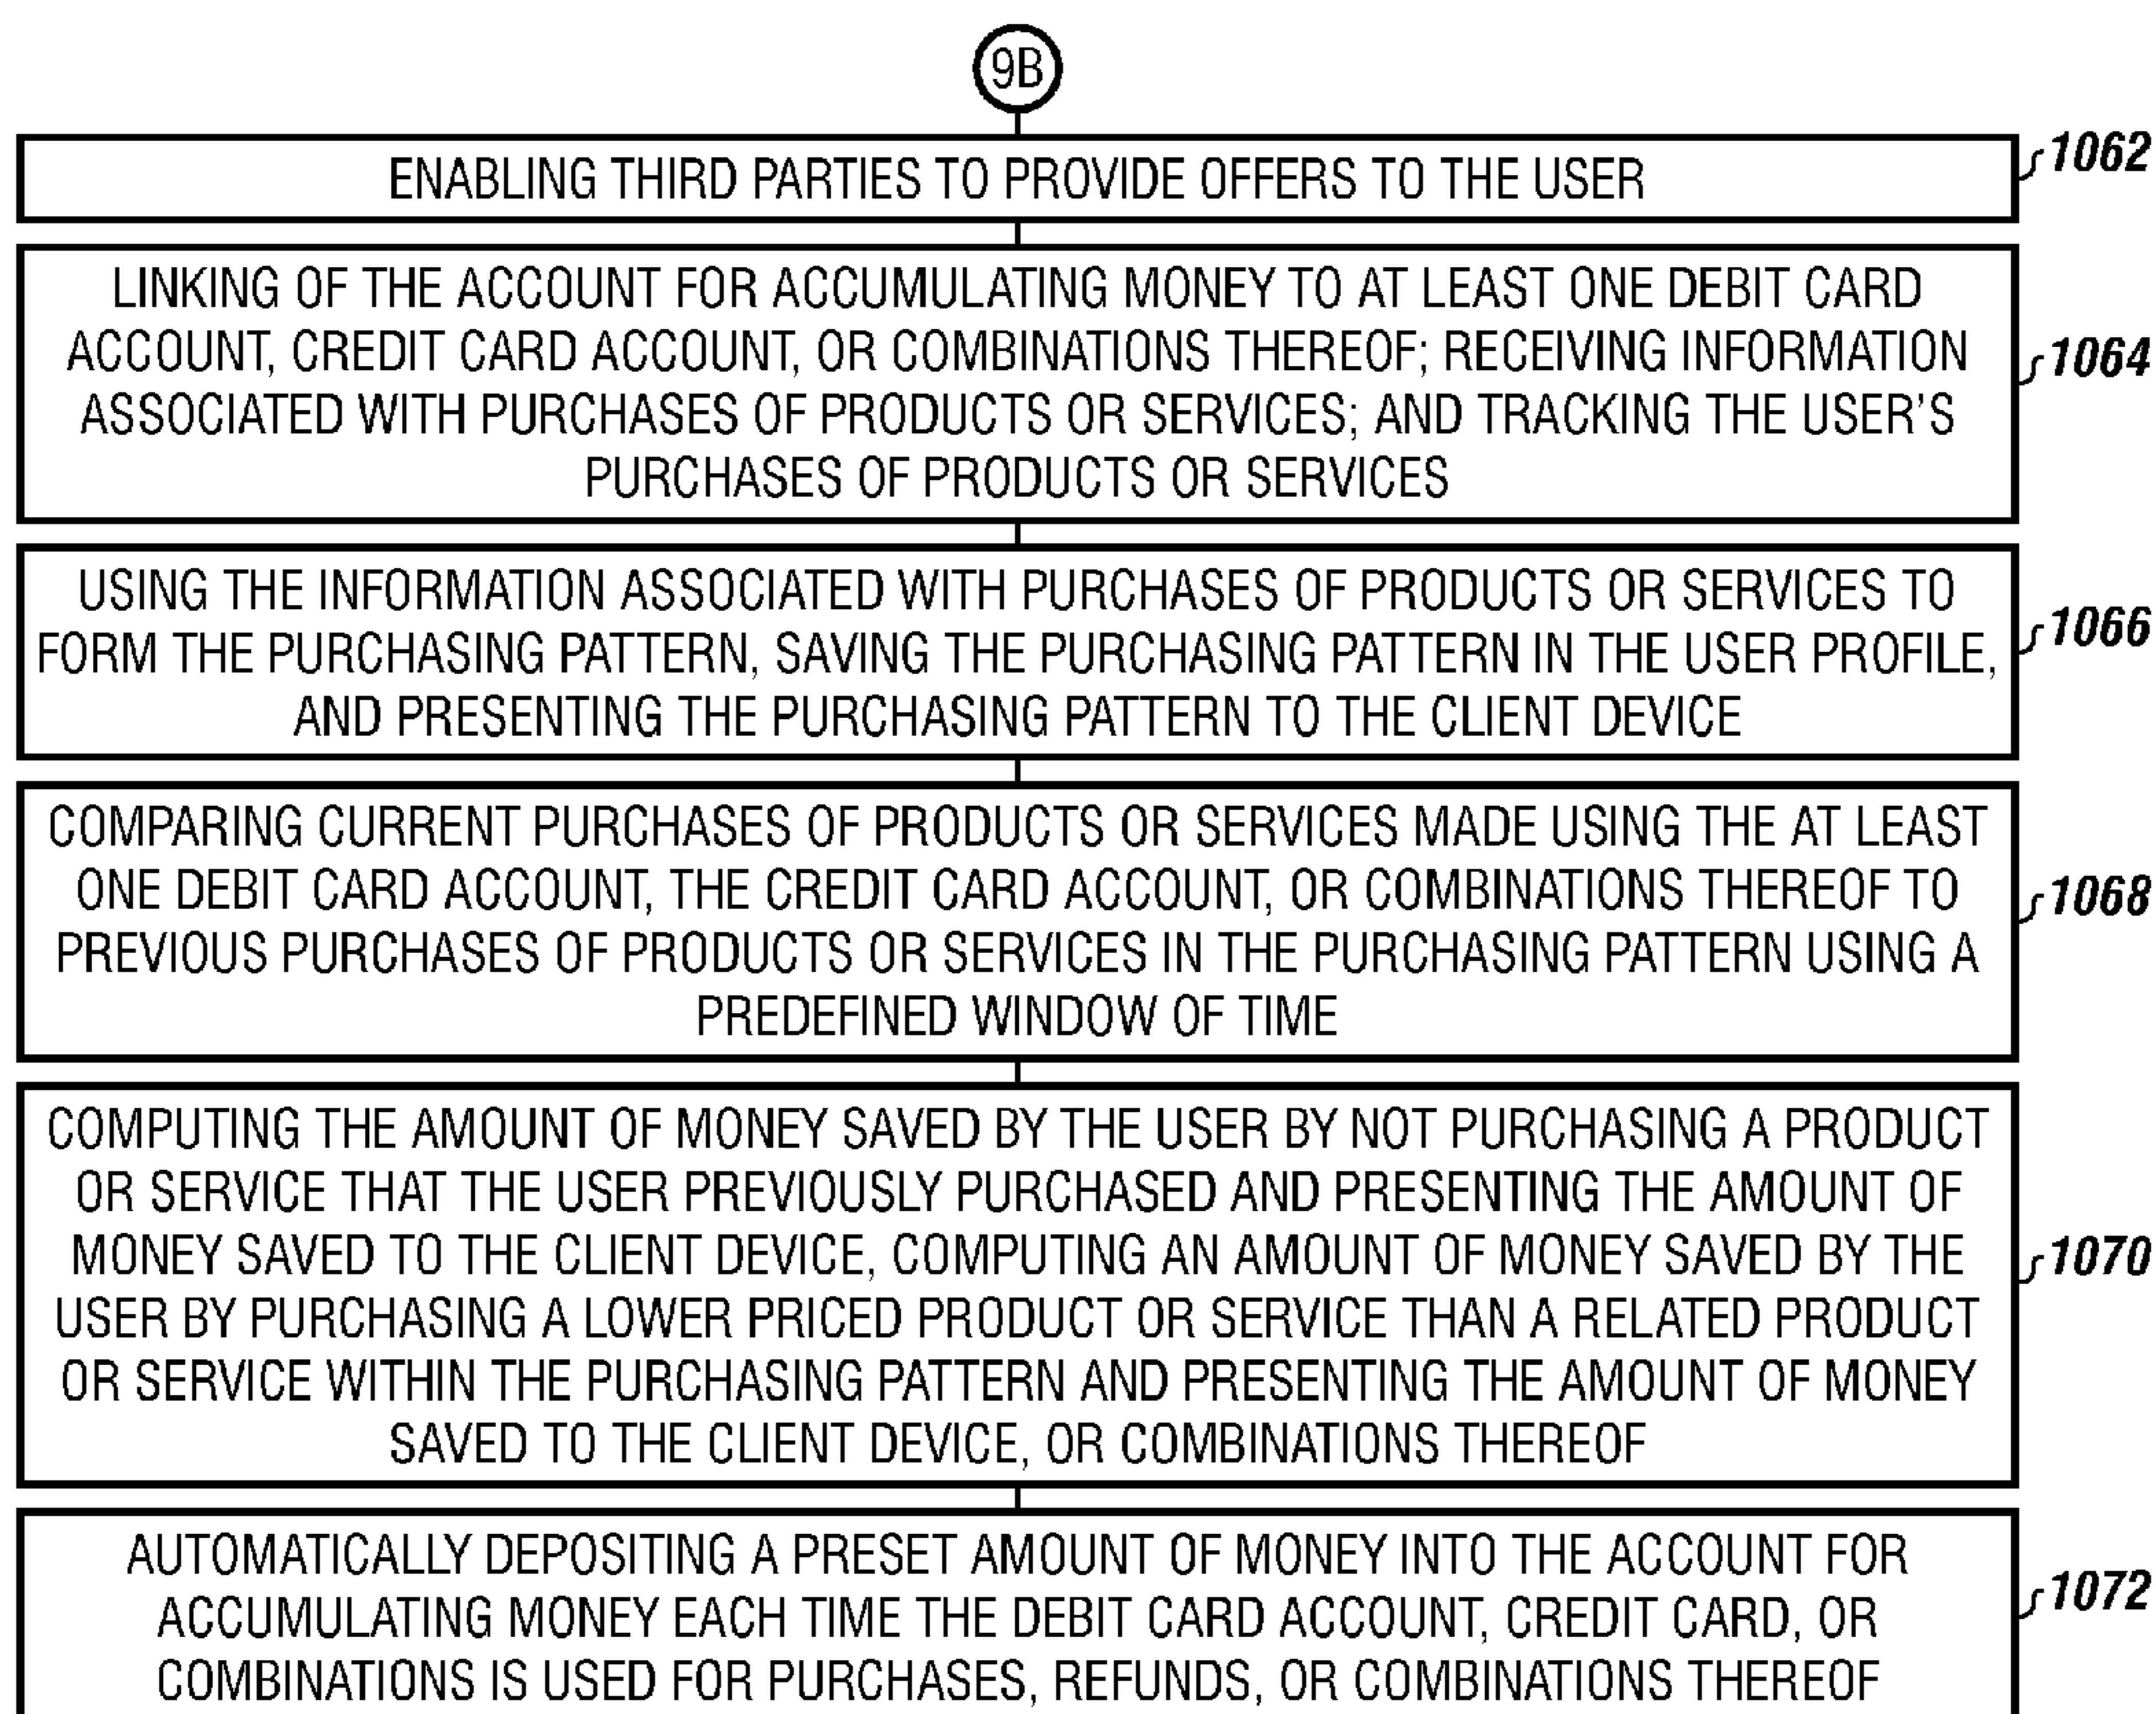 9B
ENABLING THIRD PARTIES TO PROVIDE OFFERS TO THE USER
1062
LINKING OF THE ACCOUNT FOR ACCUMULATING MONEY TO AT LEAST ONE DEBIT CARD
ACCOUNT, CREDIT CARD ACCOUNT, OR COMBINATIONS THEREOF; RECEIVING INFORMATION
ASSOCIATED WITH PURCHASES OF PRODUCTS OR SERVICES; AND TRACKING THE USER'S
PURCHASES OF PRODUCTS OR SERVICES
1064
USING THE INFORMATION ASSOCIATED WITH PURCHASES OF PRODUCTS OR SERVICES TO
FORM THE PURCHASING PATTERN, SAVING THE PURCHASING PATTERN IN THE USER PROFILE,
AND PRESENTING THE PURCHASING PATTERN TO THE CLIENT DEVICE
1066
COMPARING CURRENT PURCHASES OF PRODUCTS OR SERVICES MADE USING THE AT LEAST
ONE DEBIT CARD ACCOUNT, THE CREDIT CARD ACCOUNT, OR COMBINATIONS THEREOF TO
PREVIOUS PURCHASES OF PRODUCTS OR SERVICES IN THE PURCHASING PATTERN USING A
PREDEFINED WINDOW OF TIME
1068
COMPUTING THE AMOUNT OF MONEY SAVED BY THE USER BY NOT PURCHASING A PRODUCT
OR SERVICE THAT THE USER PREVIOUSLY PURCHASED AND PRESENTING THE AMOUNT OF
MONEY SAVED TO THE CLIENT DEVICE, COMPUTING AN AMOUNT OF MONEY SAVED BY THE
USER BY PURCHASING A LOWER PRICED PRODUCT OR SERVICE THAN A RELATED PRODUCT
OR SERVICE WITHIN THE PURCHASING PATTERN AND PRESENTING THE AMOUNT OF MONEY
SAVED TO THE CLIENT DEVICE, OR COMBINATIONS THEREOF
1070
AUTOMATICALLY DEPOSITING A PRESET AMOUNT OF MONEY INTO THE ACCOUNT FOR
ACCUMULATING MONEY EACH TIME THE DEBIT CARD ACCOUNT, CREDIT CARD, OR
COMBINATIONS IS USED FOR PURCHASES, REFUNDS, OR COMBINATIONS THEREOF
1072